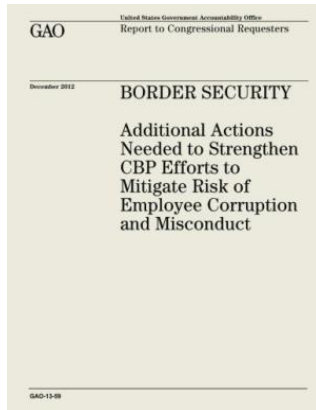 United States Government Accountability Office
GAO
Report to Congressional Requesters
December 2012
BORDER SECURITY
Additional Actions
Needed to Strengthen
CBP Efforts to
Mitigate Risk of
Employee Corruption
and Misconduct
GAO-13-59